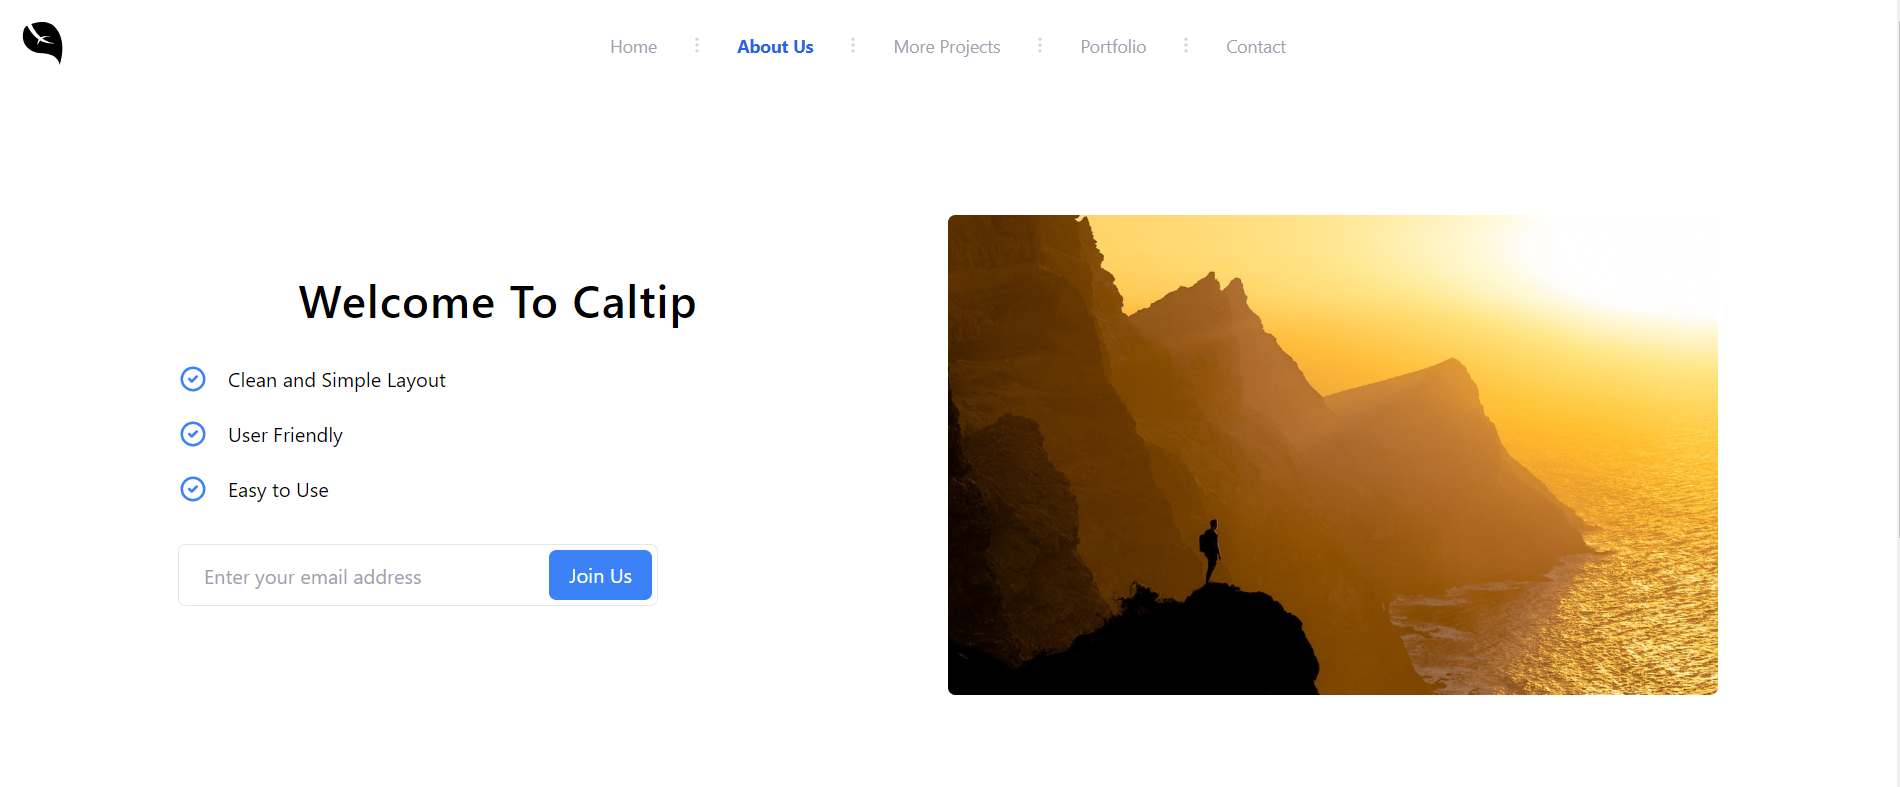 Home About Us More Projects Portfolio Contact
Welcome To Caltip
Clean and Simple Layout
User Friendly
Easy to Use
Enter your email address Join Us